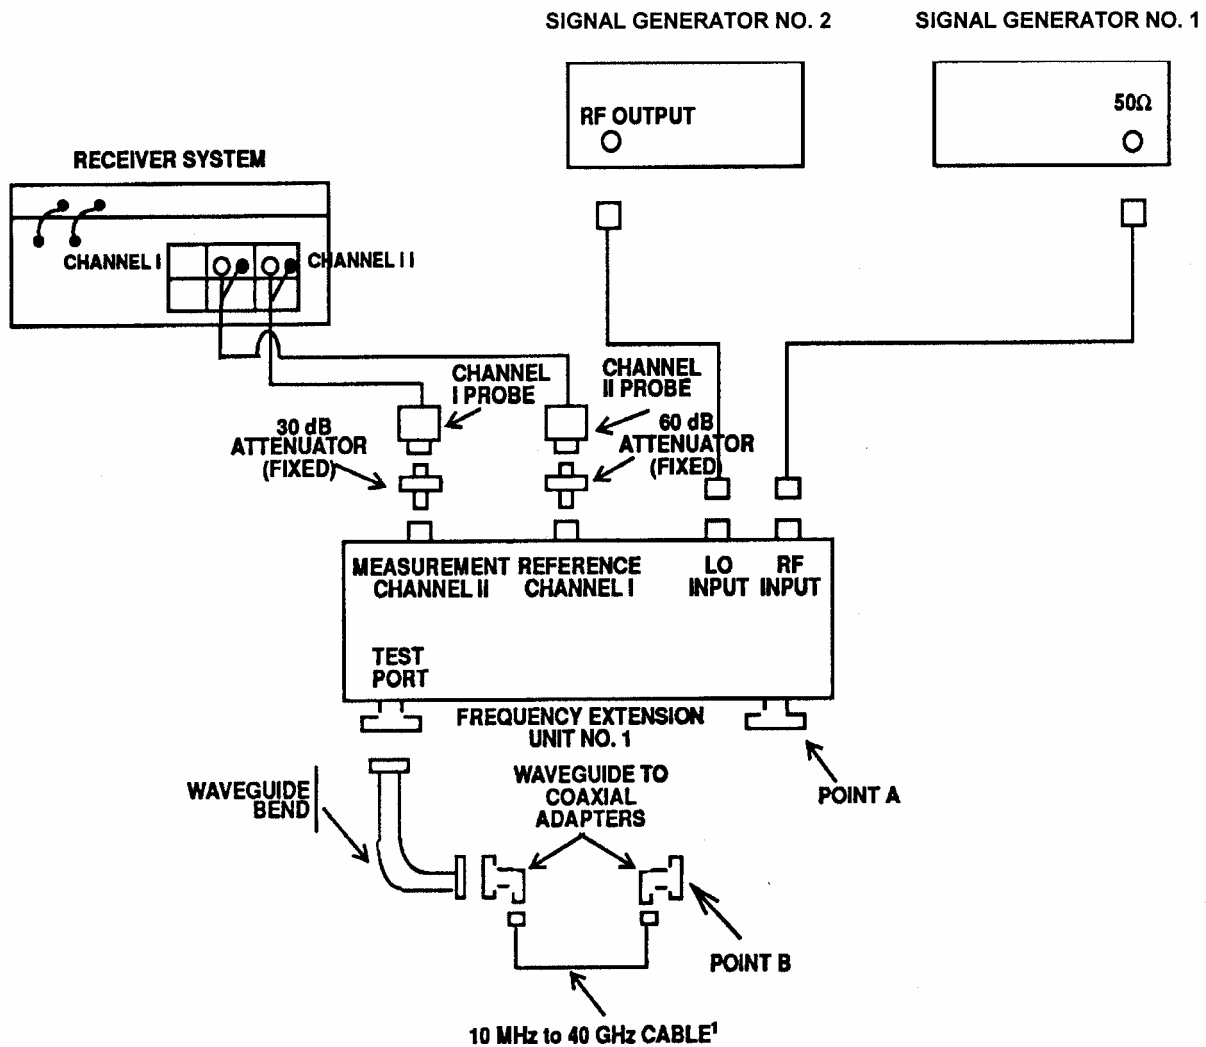 SIGNAL GENERATOR NO. 2
SIGNAL GENERATOR NO. 1
RF OUTPUT
50Ω
RECEIVER SYSTEM
CHANNEL I
CHANNEL I I
CHANNEL
I PROBE
CHANNEL
II PROBE
30 dB
ATTENUATOR
(FIXED)
60 dB
ATTENUATOR
(FIXED)
MEASUREMENT
CHANNEL II
REFERENCE
CHANNEL I
LO
INPUT
RF
INPUT
TEST
PORT
FREQUENCY EXTENSION
UNIT NO. 1
WAVEGUIDE
BEND
WAVEGUIDE TO
COAXIAL
ADAPTERS
POINT A
POINT B
10 MHz to 40 GHz CABLE¹